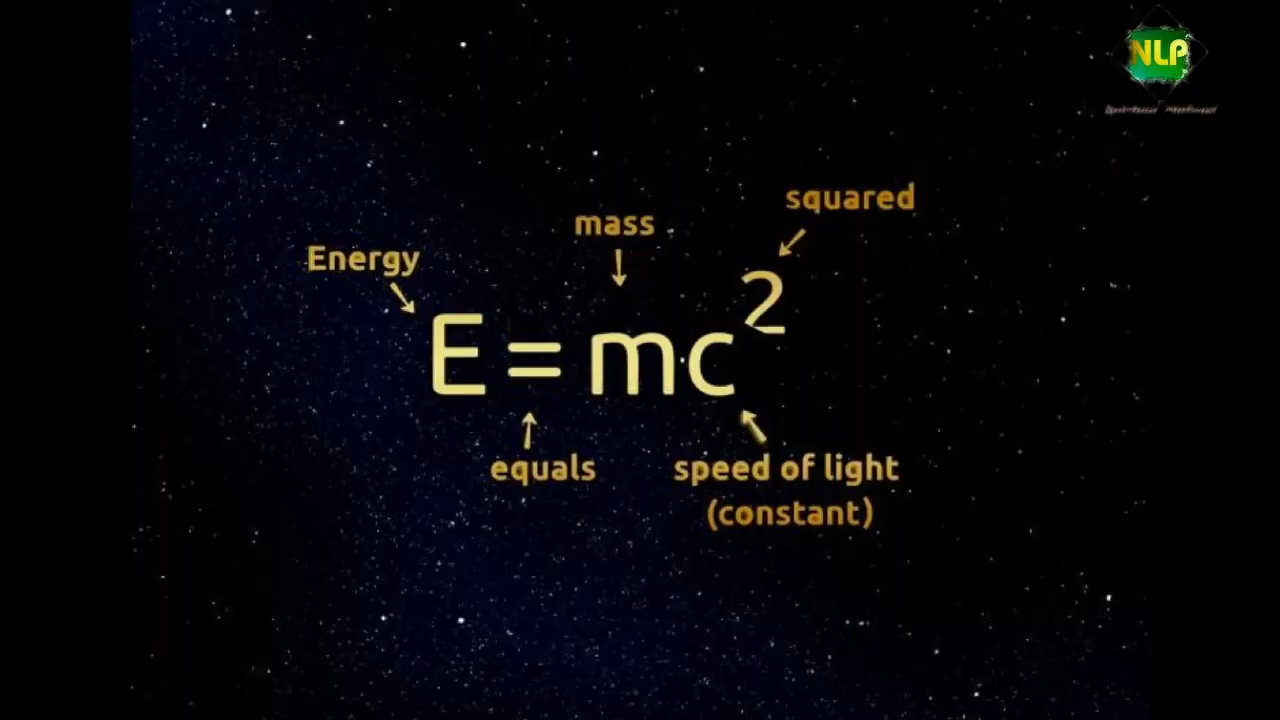 NLP
squared
mass
Energy
E = mc²
equals
speed of light
(constant)